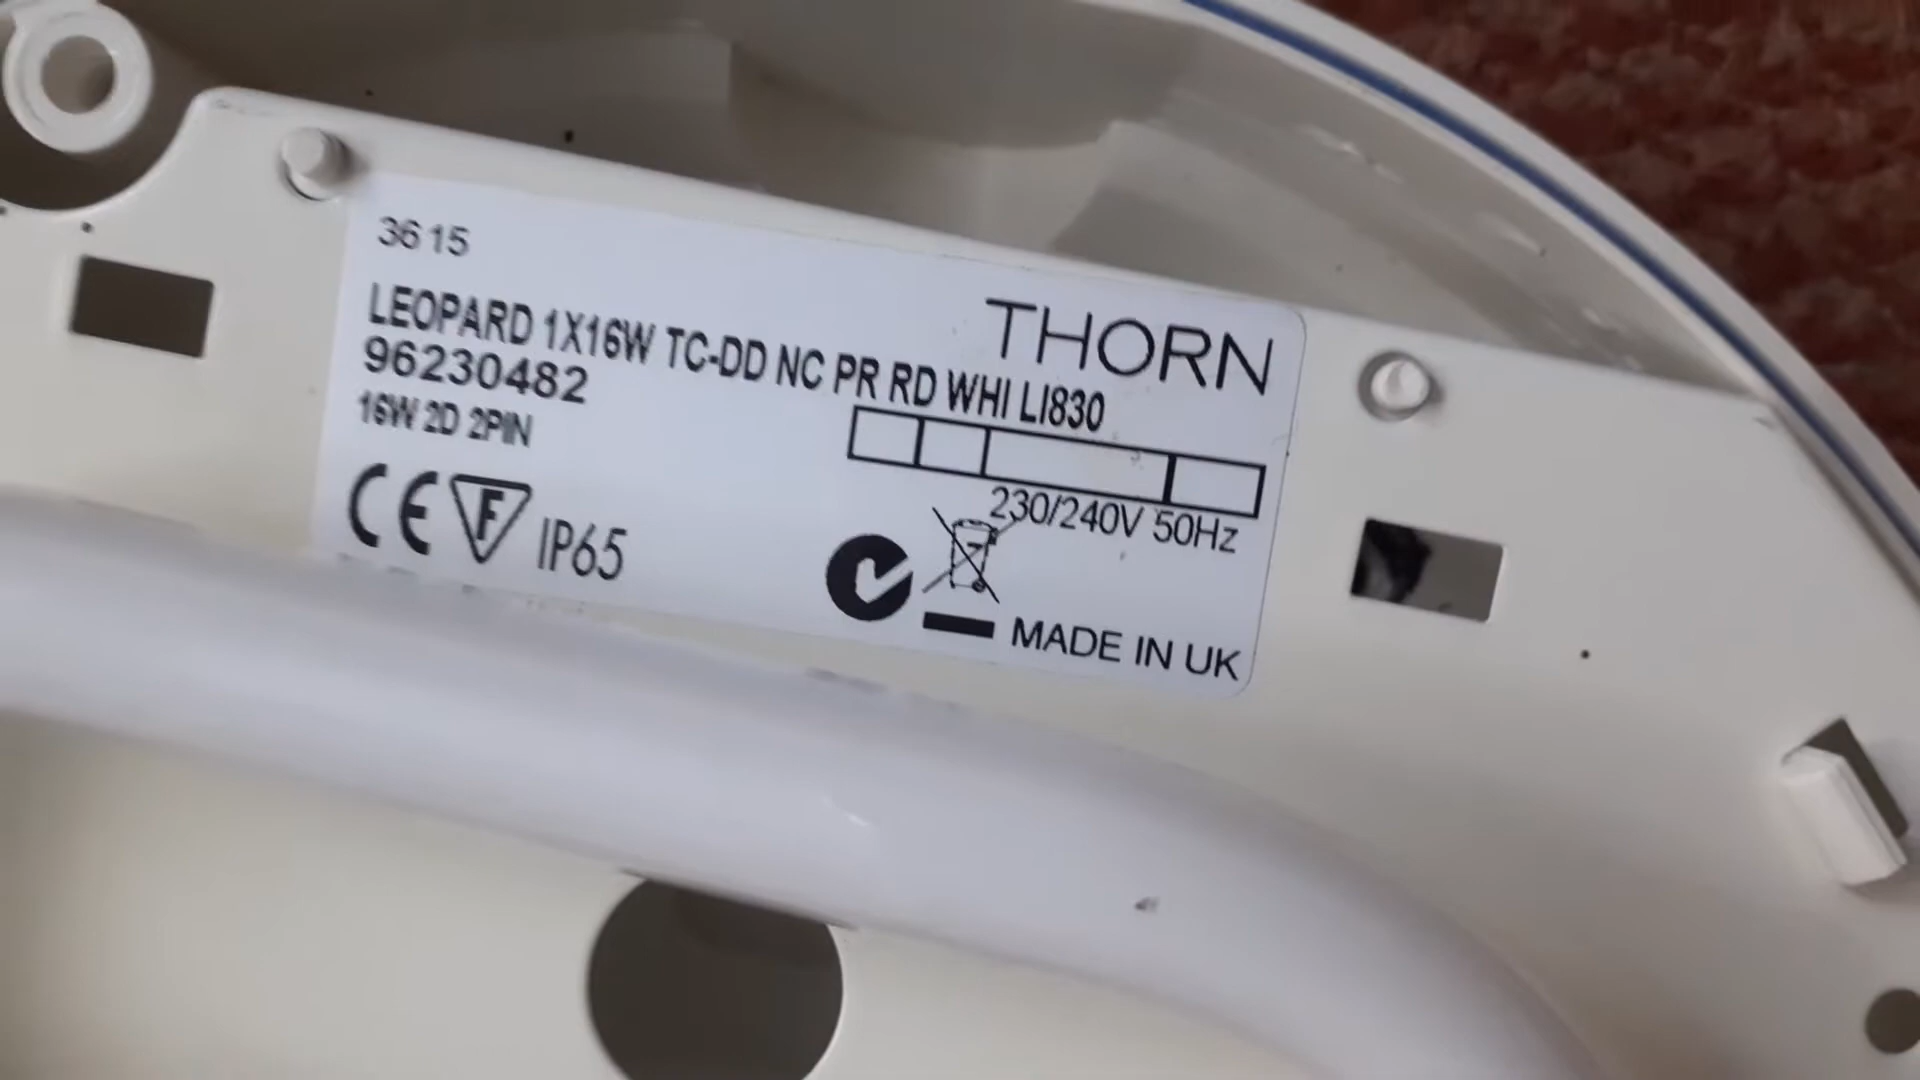 3615
THORN
LEOPARD 1X16W TC-DD NC PR RD WHI LI830
96230482
16W 2D 2PIN
230/240V 50Hz
CE F IP65
MADE IN UK